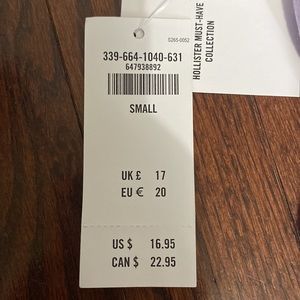 S265-0052
339-664-1040-631
647938892
SMALL
UK £ 17
EU € 20
US $ 16.95
CAN $ 22.95
HOLLISTER MUST-HAVE
COLLECTION